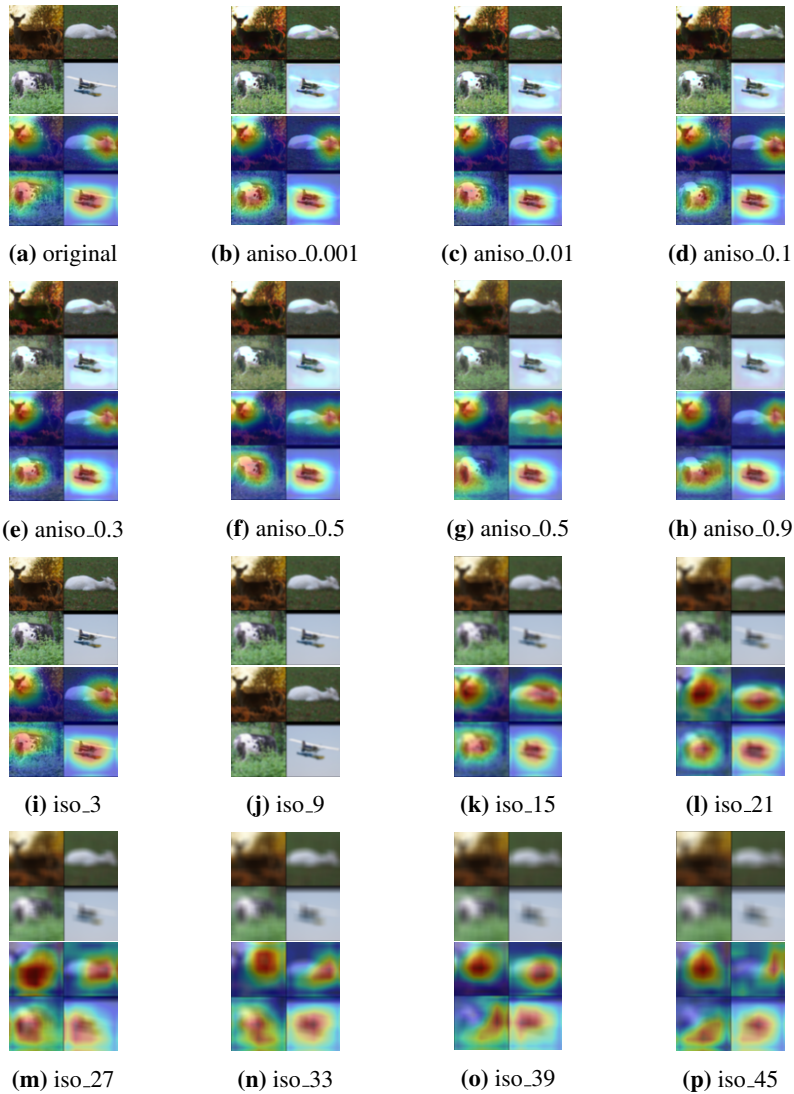 (a) original (b) aniso_0.001 (c) aniso_0.01 (d) aniso_0.1
(e) aniso_0.3 (f) aniso_0.5 (g) aniso_0.5 (h) aniso_0.9
(i) iso_3 (j) iso_9 (k) iso_15 (l) iso_21
(m) iso_27 (n) iso_33 (o) iso_39 (p) iso_45